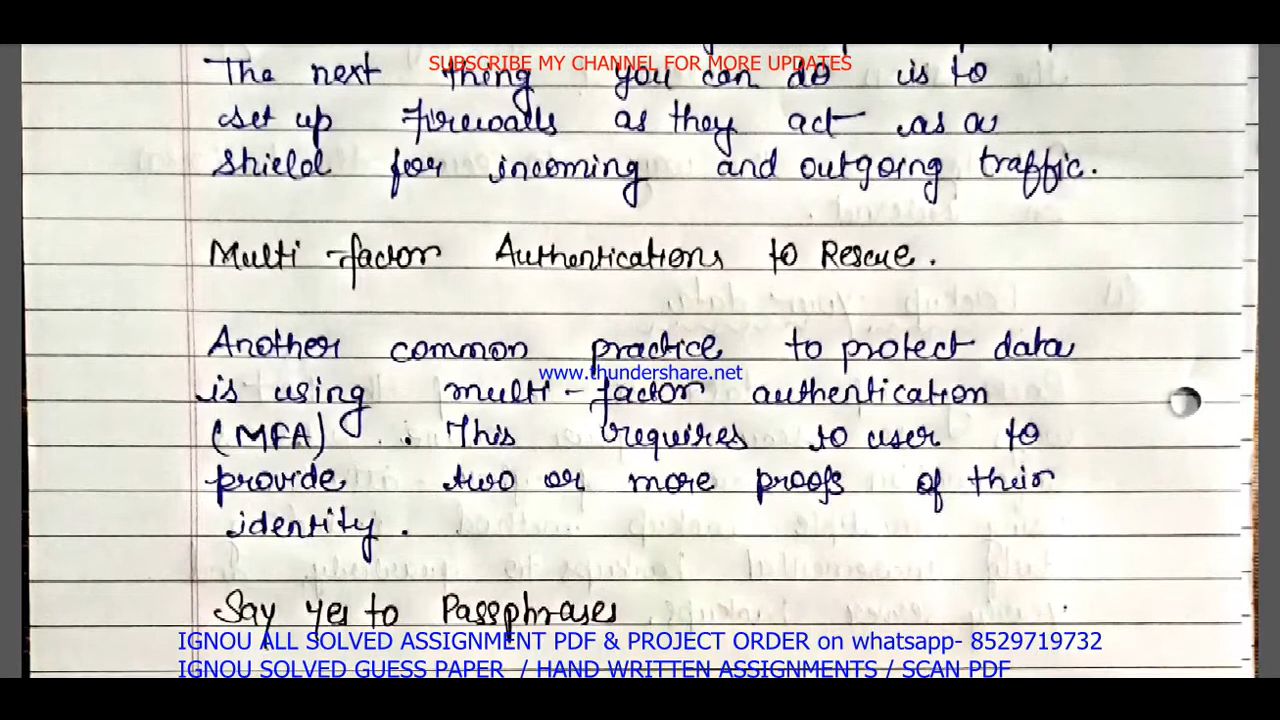 SUBSCRIBE MY CHANNEL FOR MORE UPDATES
The next thing you can do is to
set up firewalls as they act as a
shield for incoming and outgoing traffic.
Multi-factor Authentications to Rescue.
Another common practice to protect data
www.thundershare.net
is using multi-factor authentication
(MFA). This requires to user to
provide two or more proofs of their
identity.
Say yes to Passphrases
IGNOU ALL SOLVED ASSIGNMENT PDF & PROJECT ORDER on whatsapp- 8529719732
IGNOU SOLVED GUESS PAPER / HAND WRITTEN ASSIGNMENTS / SCAN PDF